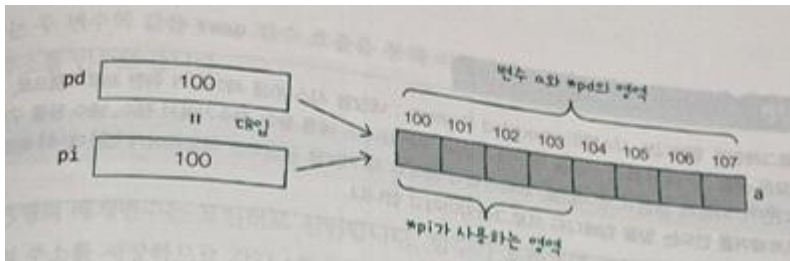 변수 a와 *pd의 영역
pd 100
100 101 102 103 104 105 106 107
= 대입
pi 100
a
*pi가 사용하는 영역